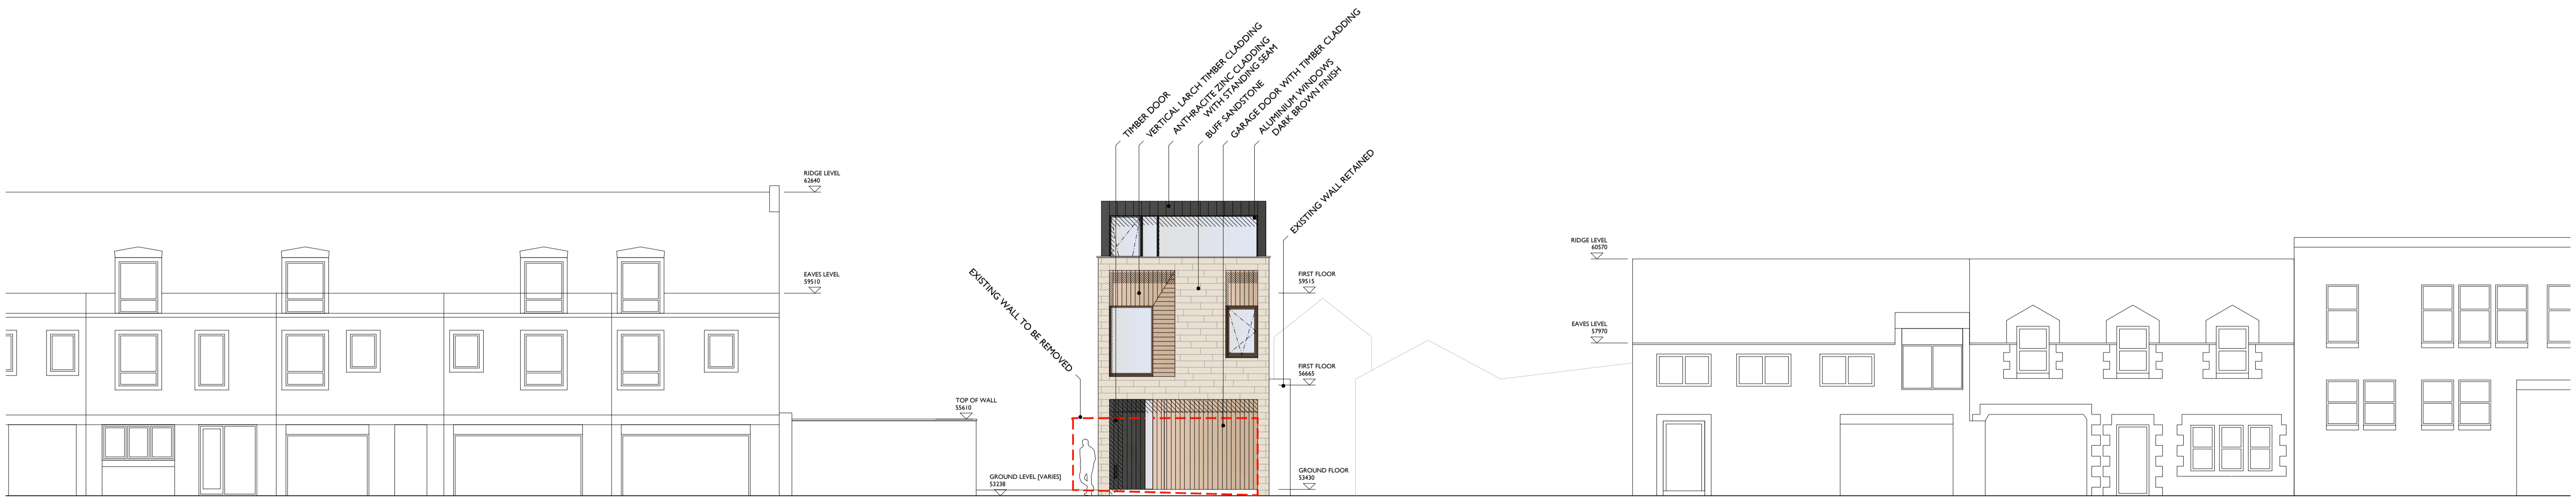 TIMBER DOOR
VERTICAL LARCH TIMBER CLADDING
ANTHRACITE ZINC CLADDING
WITH STANDING SEAM
BUFF SANDSTONE
GARAGE DOOR WITH TIMBER CLADDING
ALUMINIUM WINDOWS
DARK BROWN FINISH
EXISTING WALL RETAINED
RIDGE LEVEL
62640
EAVES LEVEL
59510
EXISTING WALL TO BE REMOVED
TOP OF WALL
55610
GROUND LEVEL [VARIES]
53238
FIRST FLOOR
59515
FIRST FLOOR
56665
GROUND FLOOR
53430
RIDGE LEVEL
60570
EAVES LEVEL
57970